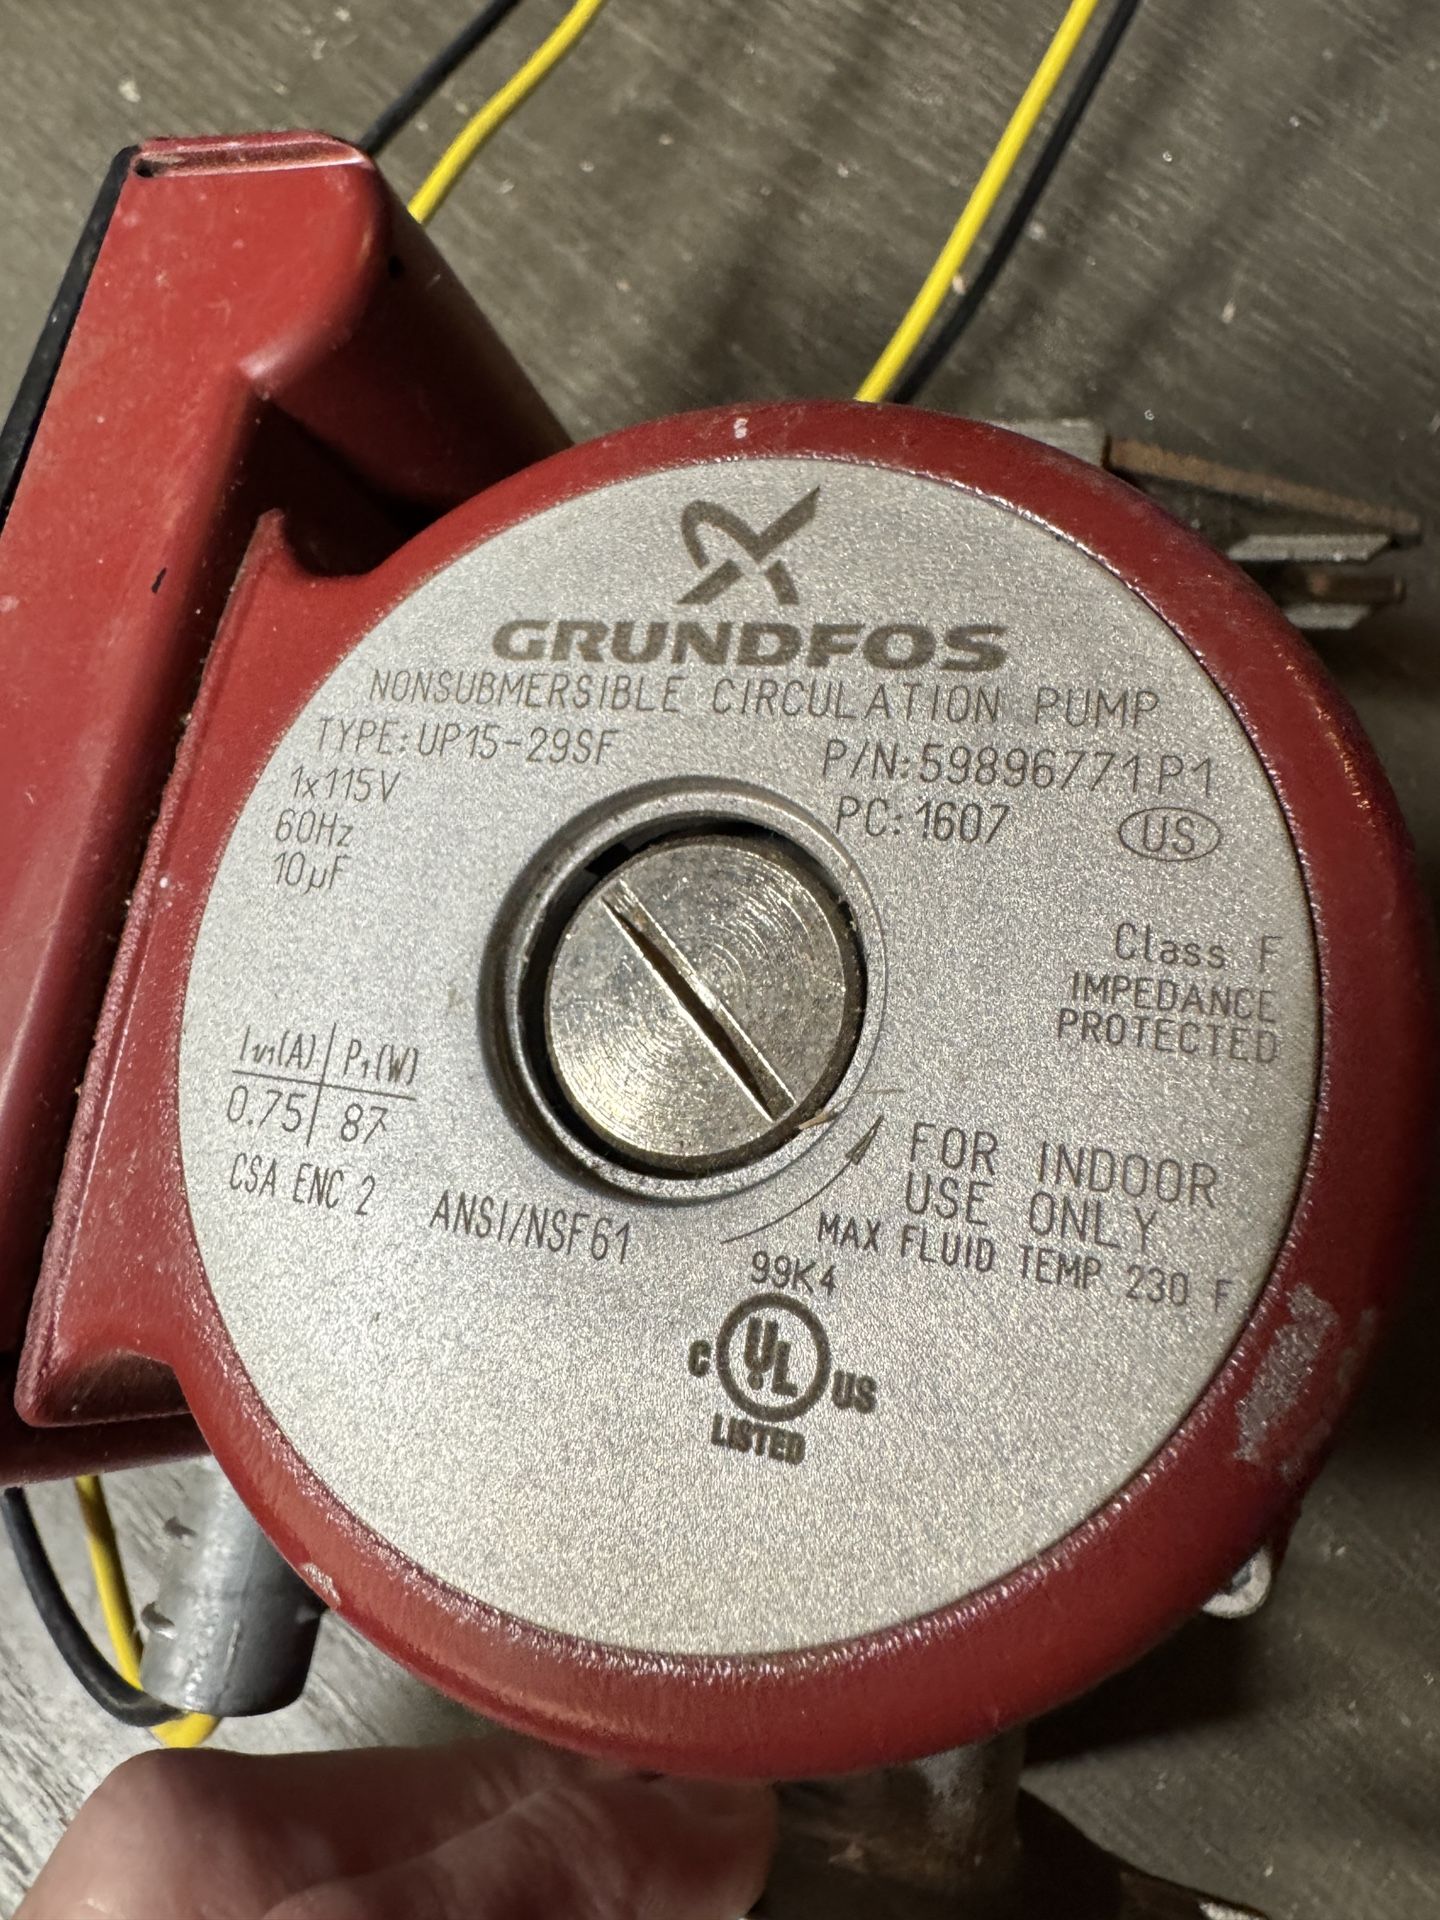 GRUNDFOS
NONSUBMERSIBLE CIRCULATION PUMP
TYPE: UP15-29SF
P/N: 59896771P1
1x115V
PC: 1607
US
60Hz
10µF
Class F
IMPEDANCE
PROTECTED
I1/1(A) P1(W)
0.75 87
CSA ENC 2
ANSI/NSF61
FOR INDOOR
USE ONLY
MAX FLUID TEMP 230 F
99K4
C UL US
LISTED